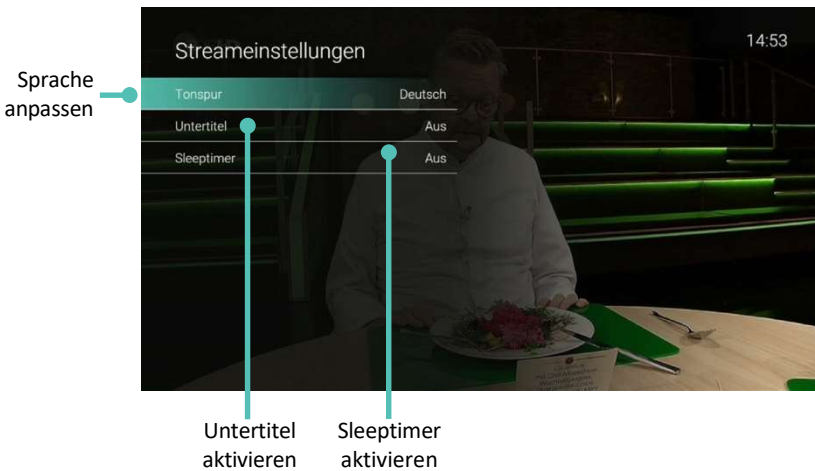 14:53
Streameinstellungen
Sprache
anpassen
Tonspur Deutsch
Untertitel Aus
Sleeptimer Aus
Untertitel
aktivieren
Sleeptimer
aktivieren